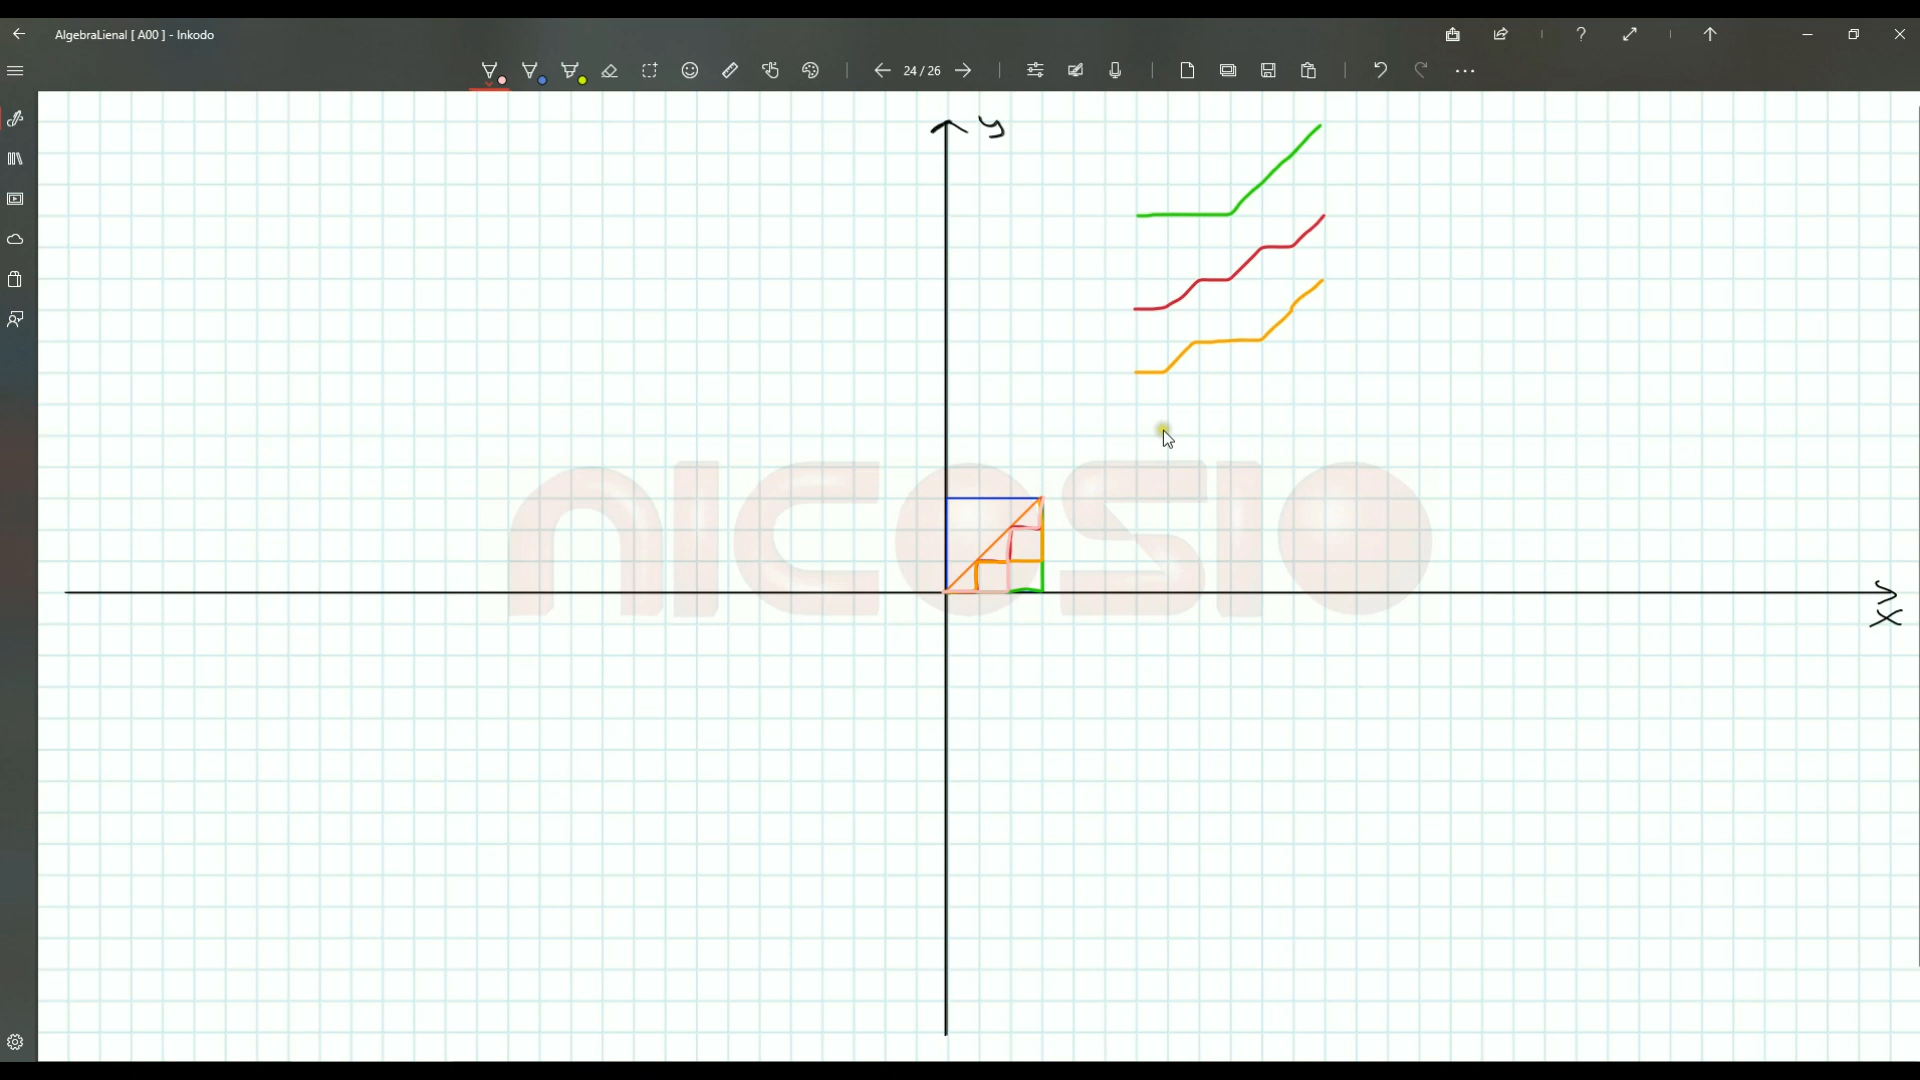 AlgebraLienal [ A00 ] - Inkodo
24 / 26
y
NICOSIO
x